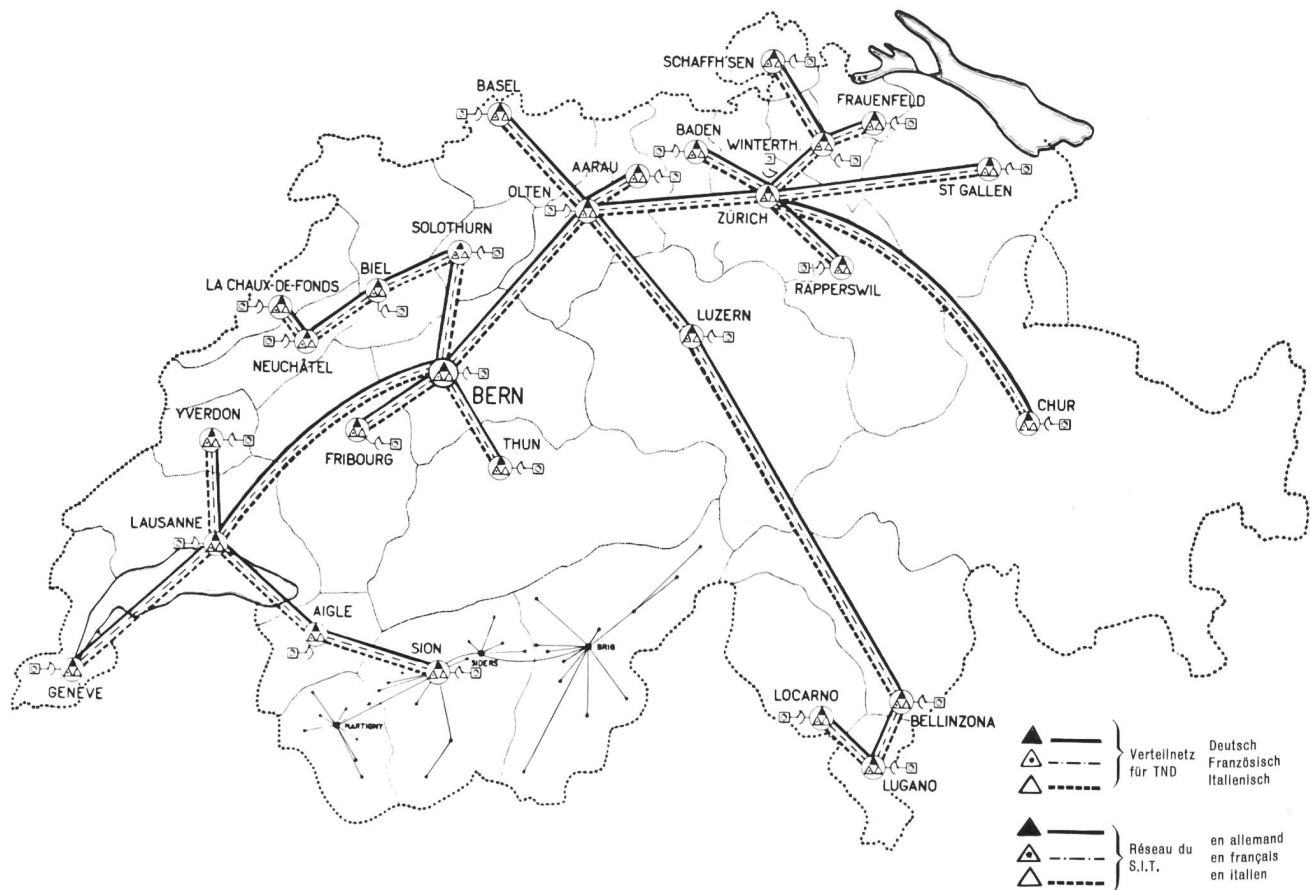 SCHAFFH'SEN
BASEL
FRAUENFELD
BADEN
WINTERTH.
AARAU
ST GALLEN
OLTEN
ZÜRICH
SOLOTHURN
BIEL
RAPPERSWIL
LA CHAUX-DE-FONDS
LUZERN
NEUCHÂTEL
BERN
YVERDON
CHUR
FRIBOURG
THUN
LAUSANNE
AIGLE
SION
SIDERS
BRIG
GENÈVE
LOCARNO
BELLINZONA
MARTIGNY
LUGANO
Verteilnetz für TND
Deutsch
Französisch
Italienisch
Réseau du S.I.T.
en allemand
en français
en italien